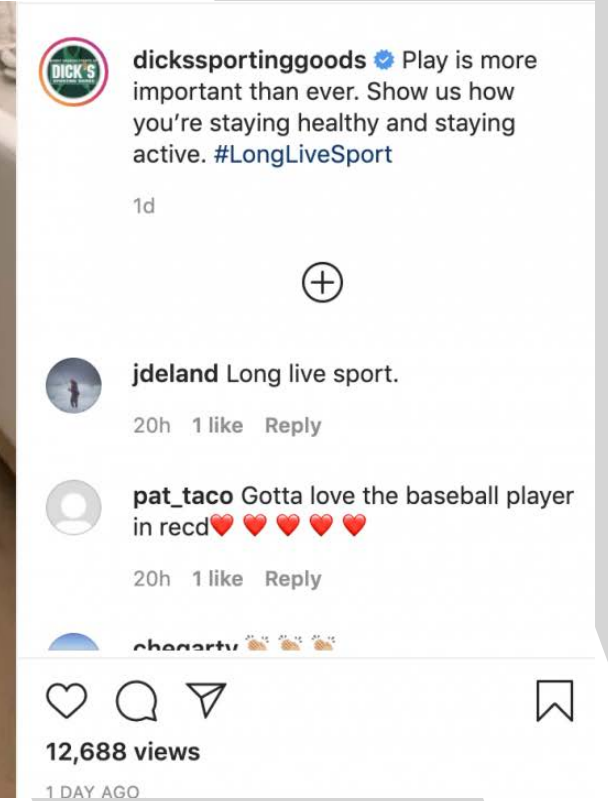 DICK'S
dickssportinggoods Play is more
important than ever. Show us how
you’re staying healthy and staying
active. #LongLiveSport
1d
jdeland Long live sport.
20h 1 like Reply
pat_taco Gotta love the baseball player
in recd❤️ ❤️ ❤️ ❤️ ❤️
20h 1 like Reply
chegarty 👏🏼 👏🏼 👏🏼
12,688 views
1 DAY AGO